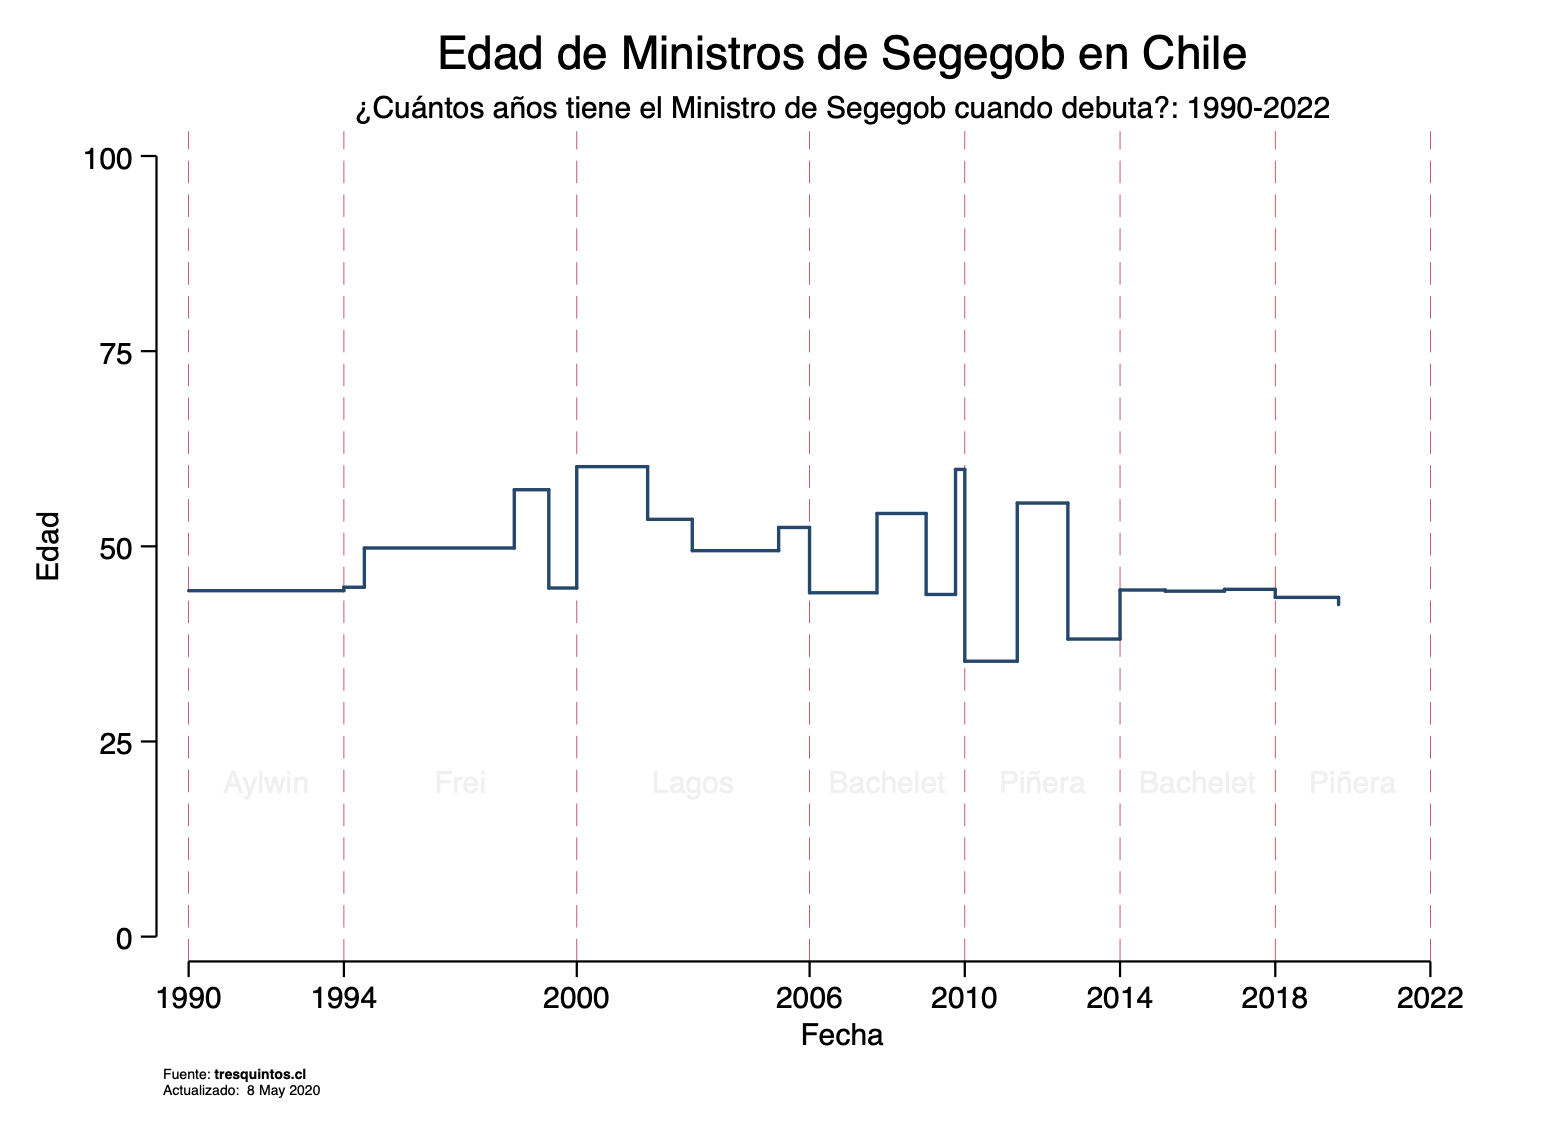 Edad de Ministros de Segegob en Chile
¿Cuántos años tiene el Ministro de Segegob cuando debuta?: 1990-2022
100
75
50
25
0
Edad
Aylwin Frei Lagos Bachelet Piñera Bachelet Piñera
1990 1994 2000 2006 2010 2014 2018 2022
Fecha
Fuente: tresquintos.cl
Actualizado: 8 May 2020